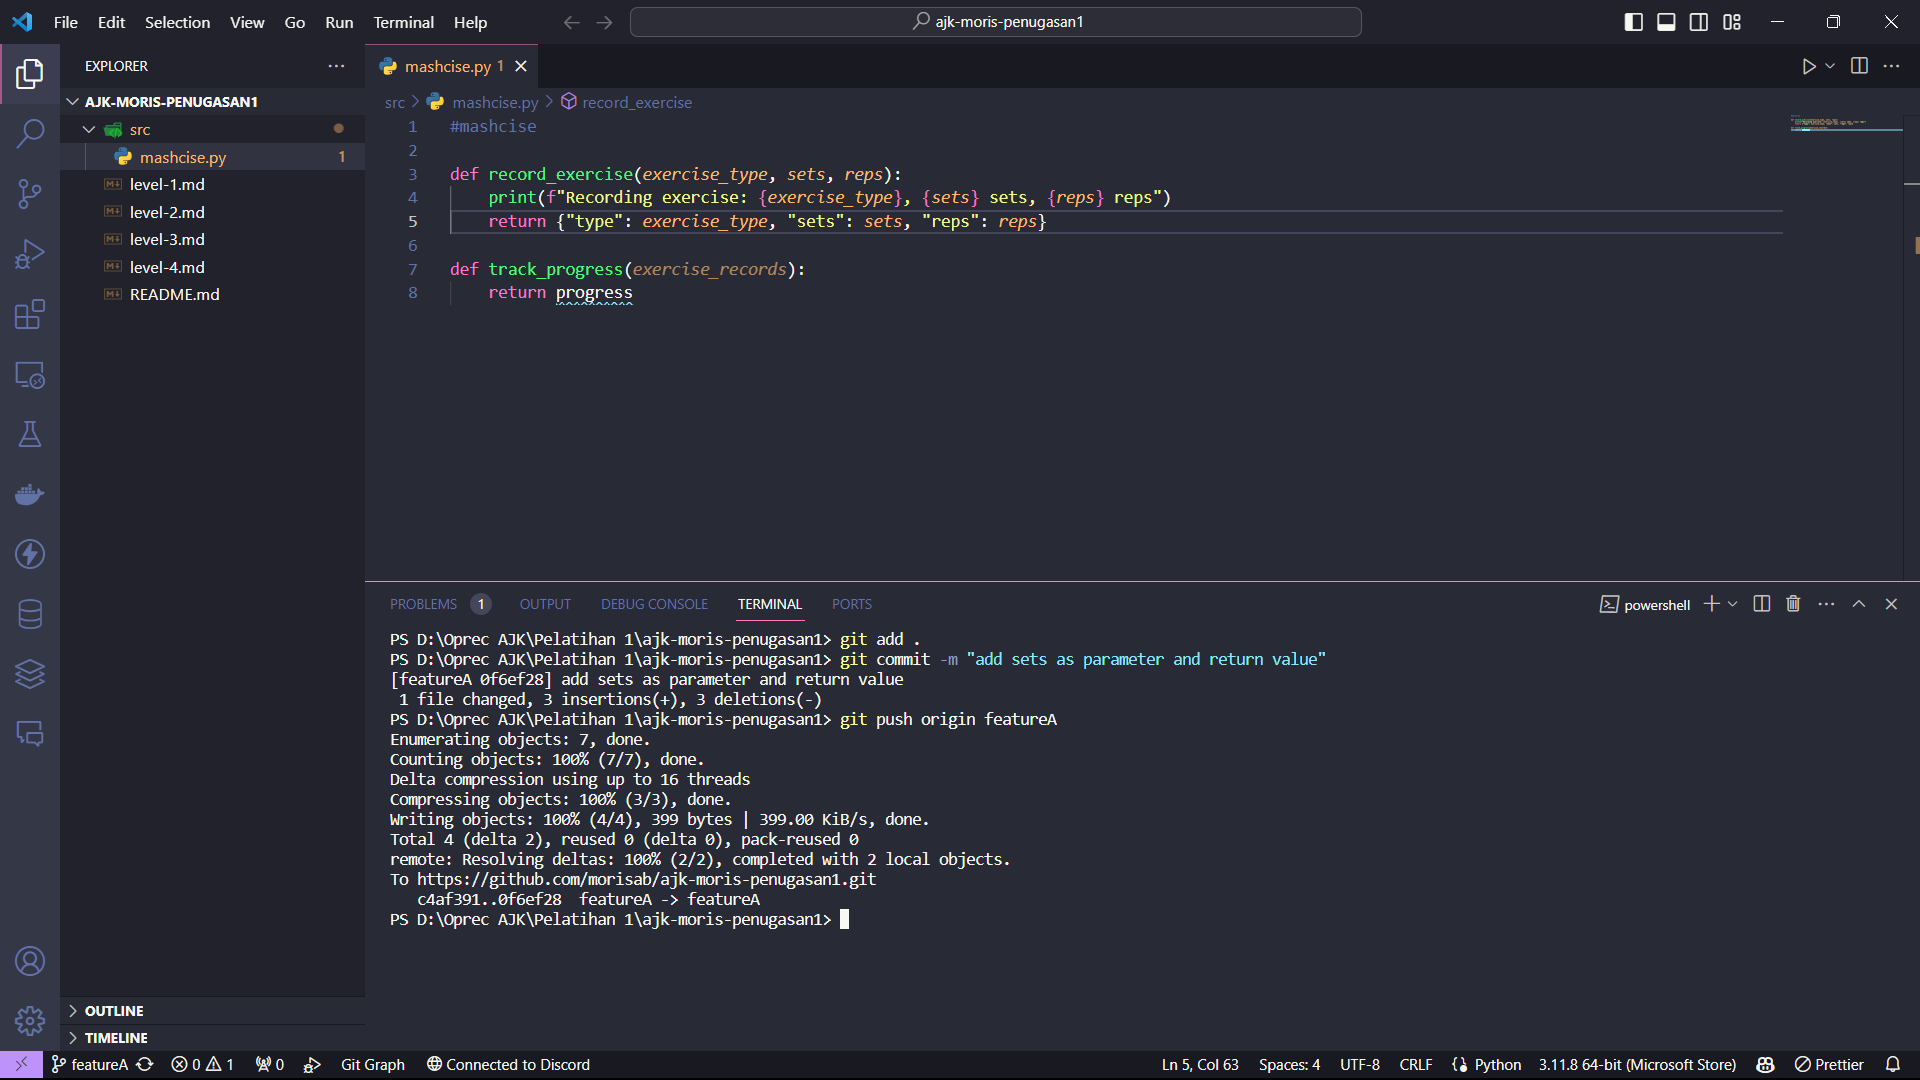 File Edit Selection View Go Run Terminal Help
ajk-moris-penugasan1
EXPLORER
AJK-MORIS-PENUGASAN1
src
mashcise.py 1
level-1.md
level-2.md
level-3.md
level-4.md
README.md
OUTLINE
TIMELINE
mashcise.py 1
src > mashcise.py > record_exercise
1 #mashcise
2
3 def record_exercise(exercise_type, sets, reps):
4 print(f"Recording exercise: {exercise_type}, {sets} sets, {reps} reps")
5 return {"type": exercise_type, "sets": sets, "reps": reps}
6
7 def track_progress(exercise_records):
8 return progress
PROBLEMS 1 OUTPUT DEBUG CONSOLE TERMINAL PORTS
powershell
PS D:\Oprec AJK\Pelatihan 1\ajk-moris-penugasan1> git add .
PS D:\Oprec AJK\Pelatihan 1\ajk-moris-penugasan1> git commit -m "add sets as parameter and return value"
[featureA 0f6ef28] add sets as parameter and return value
1 file changed, 3 insertions(+), 3 deletions(-)
PS D:\Oprec AJK\Pelatihan 1\ajk-moris-penugasan1> git push origin featureA
Enumerating objects: 7, done.
Counting objects: 100% (7/7), done.
Delta compression using up to 16 threads
Compressing objects: 100% (3/3), done.
Writing objects: 100% (4/4), 399 bytes | 399.00 KiB/s, done.
Total 4 (delta 2), reused 0 (delta 0), pack-reused 0
remote: Resolving deltas: 100% (2/2), completed with 2 local objects.
To https://github.com/morisab/ajk-moris-penugasan1.git
c4af391..0f6ef28 featureA -> featureA
PS D:\Oprec AJK\Pelatihan 1\ajk-moris-penugasan1>
featureA 0 1 0 Git Graph Connected to Discord Ln 5, Col 63 Spaces: 4 UTF-8 CRLF Python 3.11.8 64-bit (Microsoft Store) Prettier